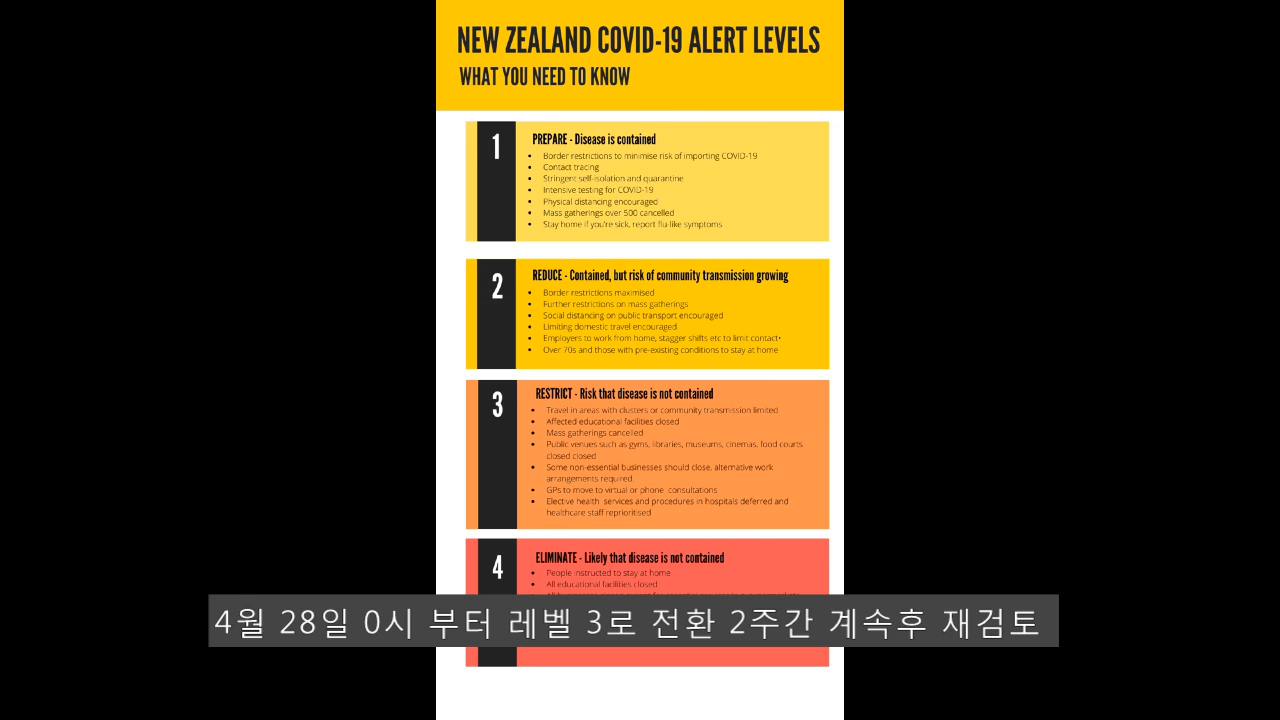 NEW ZEALAND COVID-19 ALERT LEVELS
WHAT YOU NEED TO KNOW
1
PREPARE - Disease is contained
• Border restrictions to minimise risk of importing COVID-19
• Contact tracing
• Stringent self-isolation and quarantine
• Intensive testing for COVID-19
• Physical distancing encouraged
• Mass gatherings over 500 cancelled
• Stay home if you're sick, report flu-like symptoms
2
REDUCE - Contained, but risk of community transmission growing
• Border restrictions maximised
• Further restrictions on mass gatherings
• Social distancing on public transport encouraged
• Limiting domestic travel encouraged
• Employers to work from home, stagger shifts etc to limit contact•
• Over 70s and those with pre-existing conditions to stay at home
3
RESTRICT - Risk that disease is not contained
• Travel in areas with clusters or community transmission limited
• Affected educational facilities closed
• Mass gatherings cancelled
• Public venues such as gyms, libraries, museums, cinemas, food courts
closed closed
• Some non-essential businesses should close, alternative work
arrangements required
• GPs to move to virtual or phone consultations
• Elective health services and procedures in hospitals deferred and
healthcare staff reprioritised
4
ELIMINATE - Likely that disease is not contained
• People instructed to stay at home
• All educational facilities closed
4월 28일 0시 부터 레벨 3로 전환 2주간 계속후 재검토